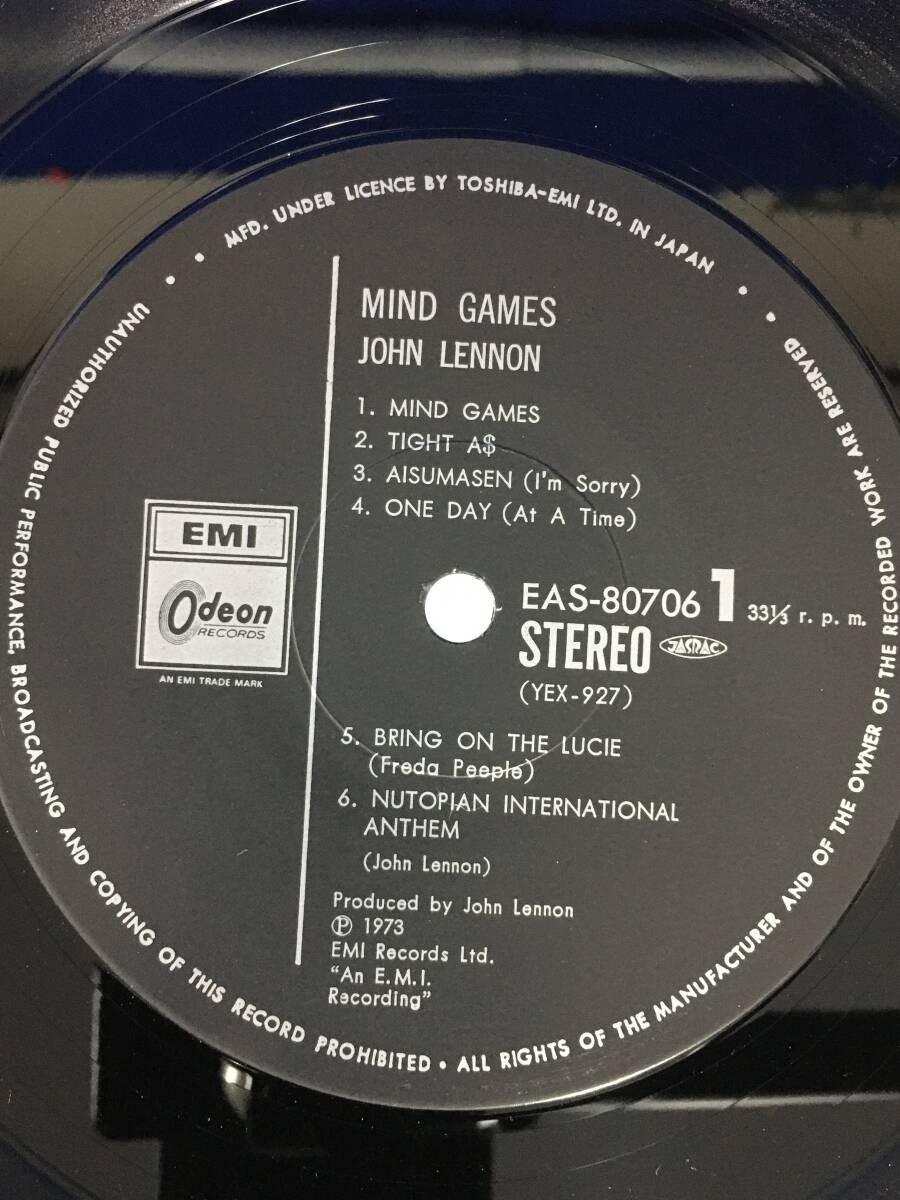 MFD. UNDER LICENCE BY TOSHIBA-EMI LTD. IN JAPAN
MIND GAMES
JOHN LENNON
1. MIND GAMES
2. TIGHT A$
3. AISUMASEN (I'm Sorry)
4. ONE DAY (At A Time)
EMI
Odeon
RECORDS
AN EMI TRADE MARK
EAS-80706 1 33⅓ r. p. m.
STEREO JASRAC
(YEX-927)
5. BRING ON THE LUCIE
(Freda Peeple)
6. NUTOPIAN INTERNATIONAL
ANTHEM
(John Lennon)
Produced by John Lennon
Ⓟ 1973
EMI Records Ltd.
“An E.M.I.
Recording”
UNAUTHORIZED PUBLIC PERFORMANCE, BROADCASTING AND COPYING OF THIS RECORD PROHIBITED • ALL RIGHTS OF THE MANUFACTURER AND OF THE OWNER OF THE RECORDED WORK ARE RESERVED